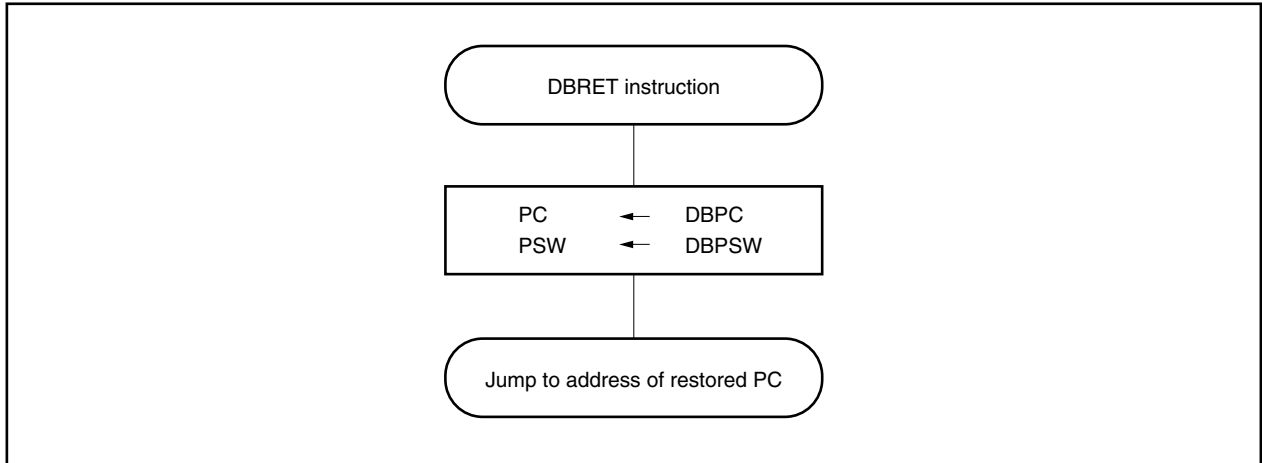 DBRET instruction
PC ← DBPC
PSW ← DBPSW
Jump to address of restored PC